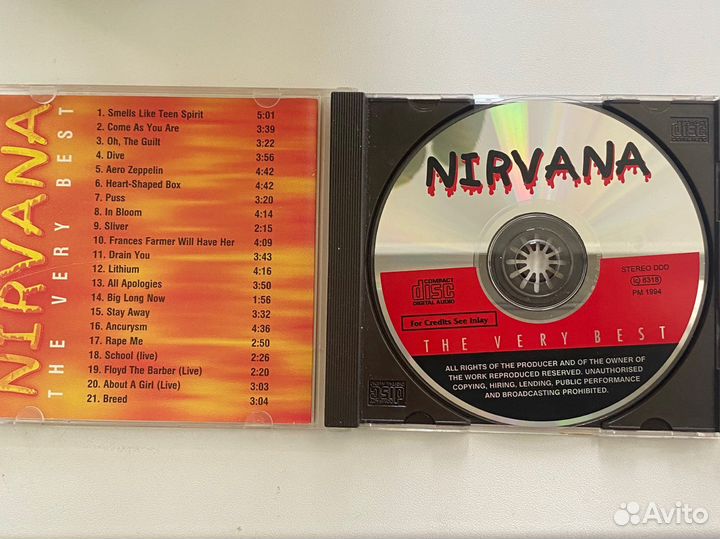 NIRVANA
THE VERY BEST
1. Smells Like Teen Spirit 5:01
2. Come As You Are 3:39
3. Oh, The Guilt 3:22
4. Dive 3:56
5. Aero Zeppelin 4:42
6. Heart-Shaped Box 4:42
7. Puss 3:20
8. In Bloom 4:14
9. Sliver 2:15
10. Frances Farmer Will Have Her 4:09
11. Drain You 3:43
12. Lithium 4:16
13. All Apologies 3:50
14. Big Long Now 1:56
15. Stay Away 3:32
16. Ancurysm 4:36
17. Rape Me 2:50
18. School (live) 2:26
19. Floyd The Barber (Live) 2:20
20. About A Girl (Live) 3:03
21. Breed 3:04
NIRVANA
COMPACT
disc
DIGITAL AUDIO
STEREO DDD
LC 8318
PM 1994
For Credits See Inlay
THE VERY BEST
ALL RIGHTS OF THE PRODUCER AND OF THE OWNER OF
THE WORK REPRODUCED RESERVED. UNAUTHORISED
COPYING, HIRING, LENDING, PUBLIC PERFORMANCE
AND BROADCASTING PROHIBITED.
disc
disc
Avito